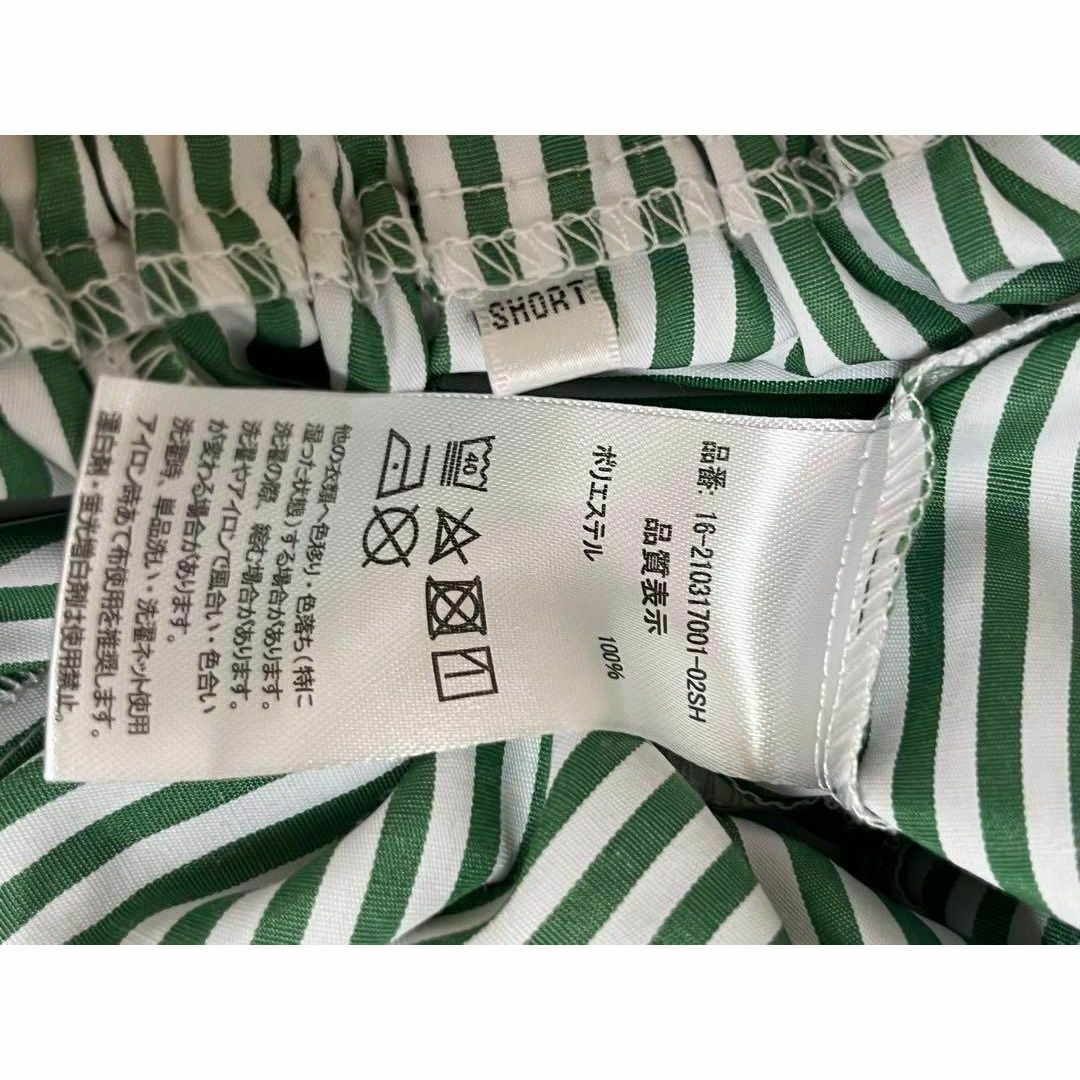 SHORT
品番: 16-210317001-02SH
品質表示
ポリエステル 100%
40
他の衣類へ色移り・色落ち(特に
湿った状態)する場合があります。
洗濯の際、縮む場合があります。
洗濯やアイロンで風合い・色合い
が変わる場合があります。
洗濯時、単品洗い・洗濯ネット使用
アイロン時あて布使用を推奨します。
漂白剤・蛍光増白剤は使用禁止。